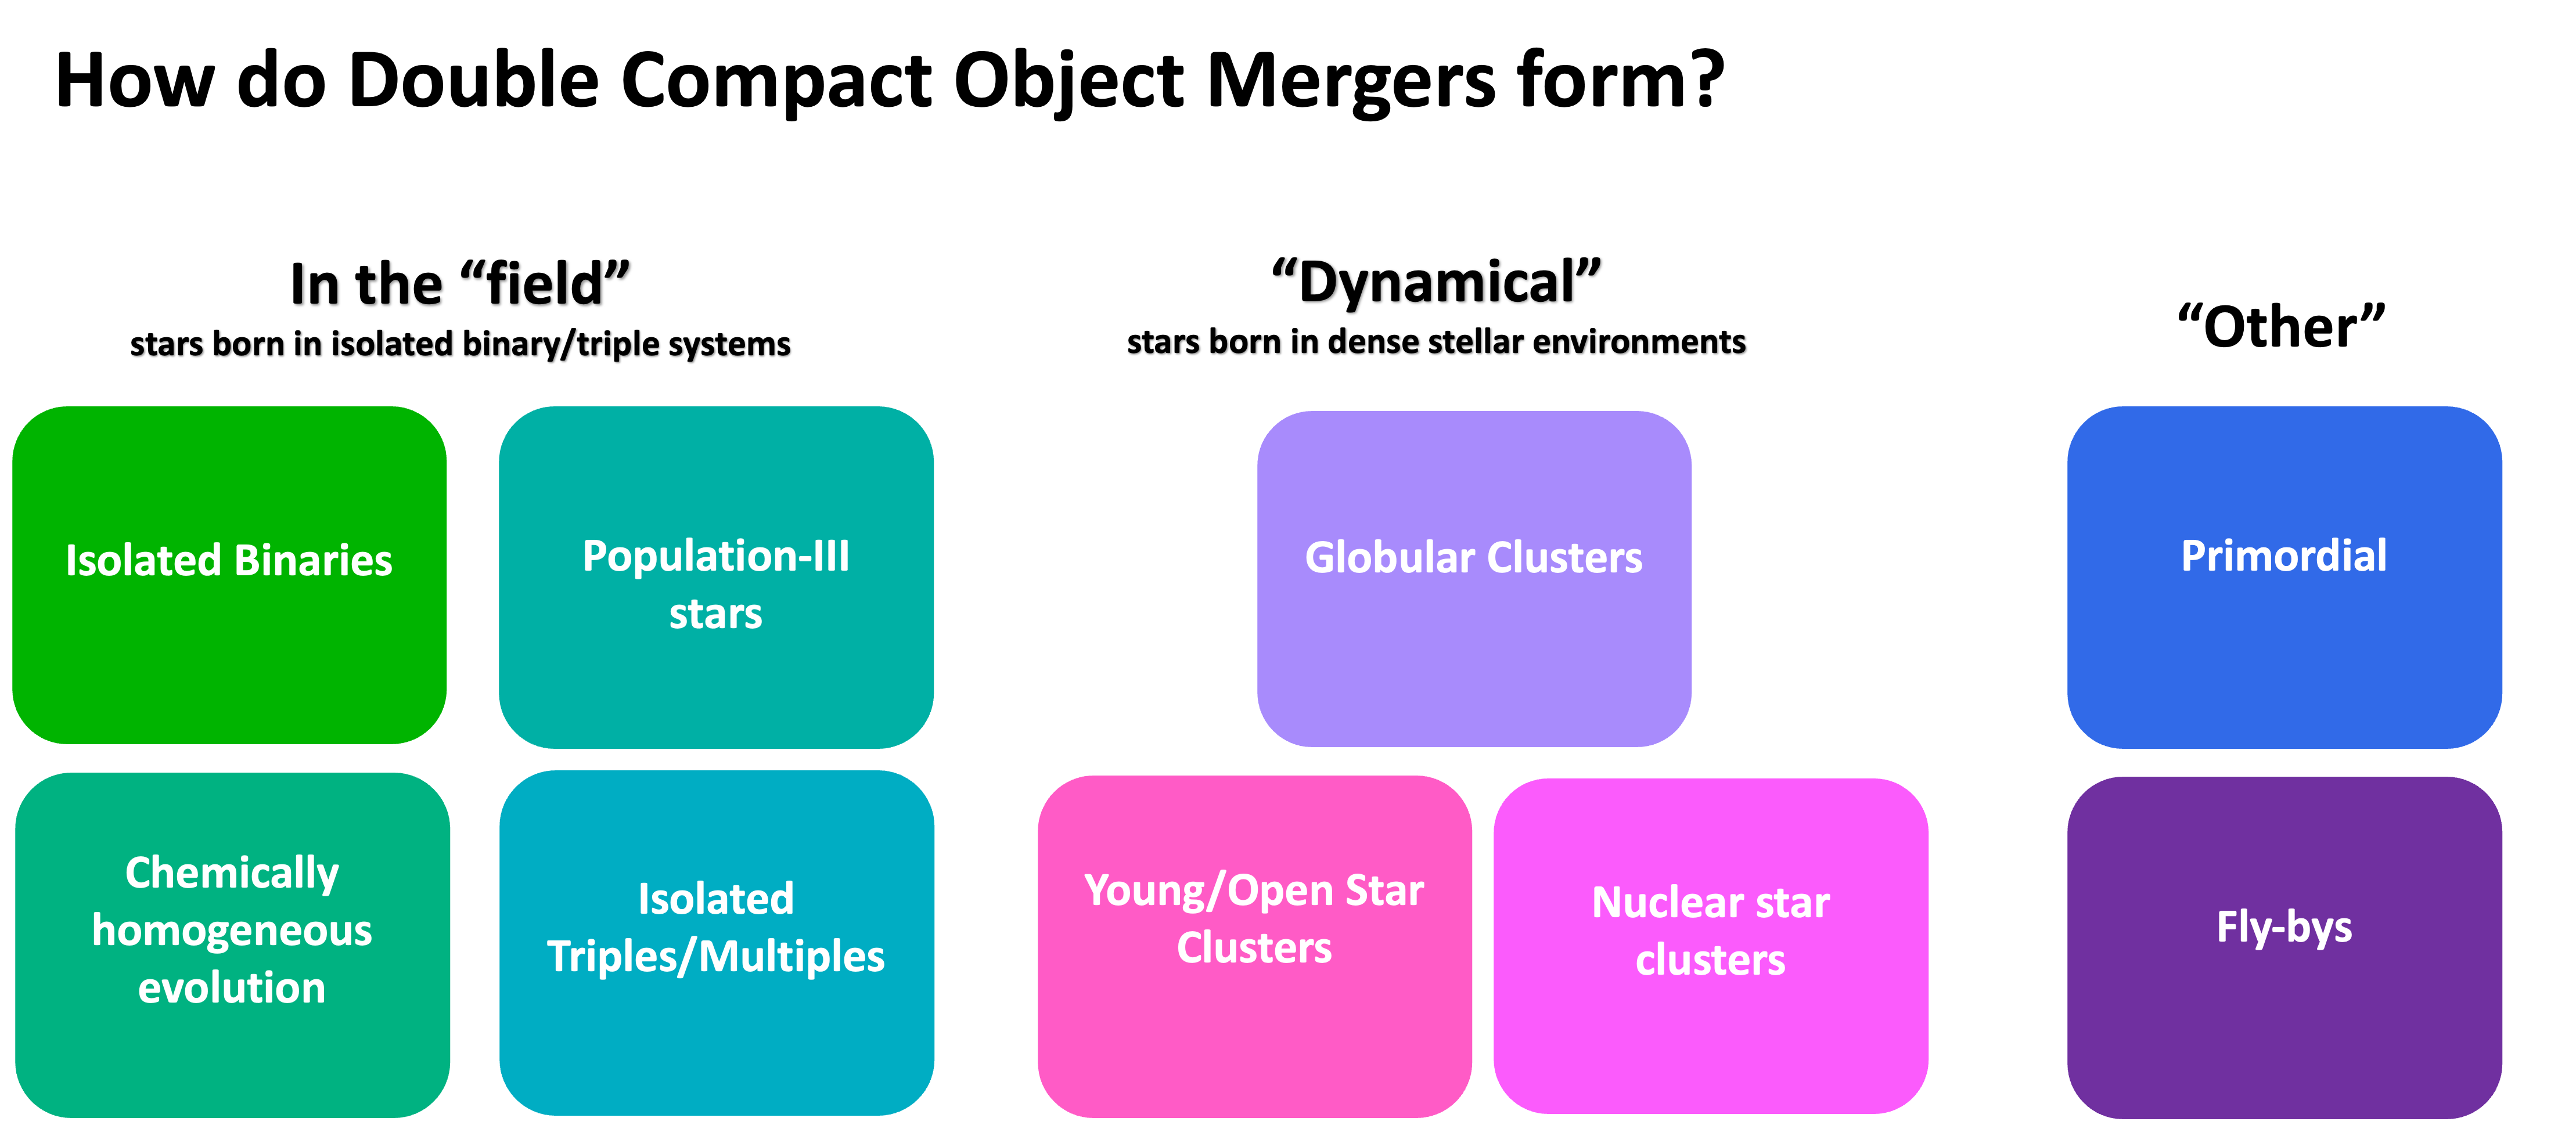 How do Double Compact Object Mergers form?
In the “field”
stars born in isolated binary/triple systems
Isolated Binaries
Population-III
stars
Chemically
homogeneous
evolution
Isolated
Triples/Multiples
“Dynamical”
stars born in dense stellar environments
Globular Clusters
Young/Open Star
Clusters
Nuclear star
clusters
“Other”
Primordial
Fly-bys